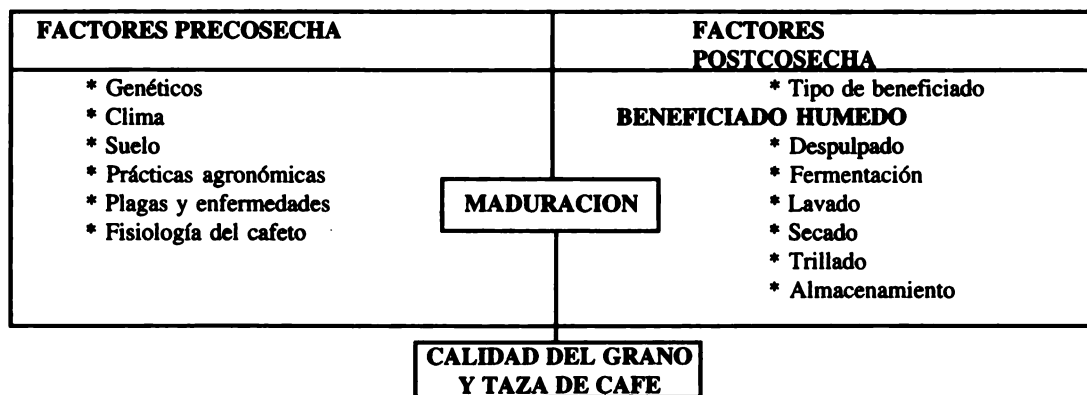 FACTORES PRECOSECHA
* Genéticos
* Clima
* Suelo
* Prácticas agronómicas
* Plagas y enfermedades
* Fisiología del cafeto
FACTORES
POSTCOSECHA
* Tipo de beneficiado
BENEFICIADO HUMEDO
* Despulpado
* Fermentación
* Lavado
* Secado
* Trillado
* Almacenamiento
MADURACION
CALIDAD DEL GRANO
Y TAZA DE CAFE